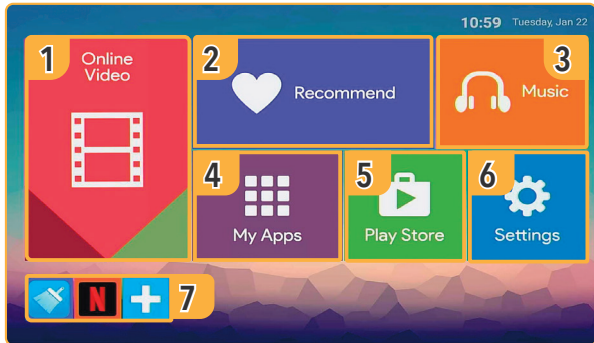 10:59 Tuesday, Jan 22
1
Online
Video
2
Recommend
3
Music
4
My Apps
5
Play Store
6
Settings
N
7